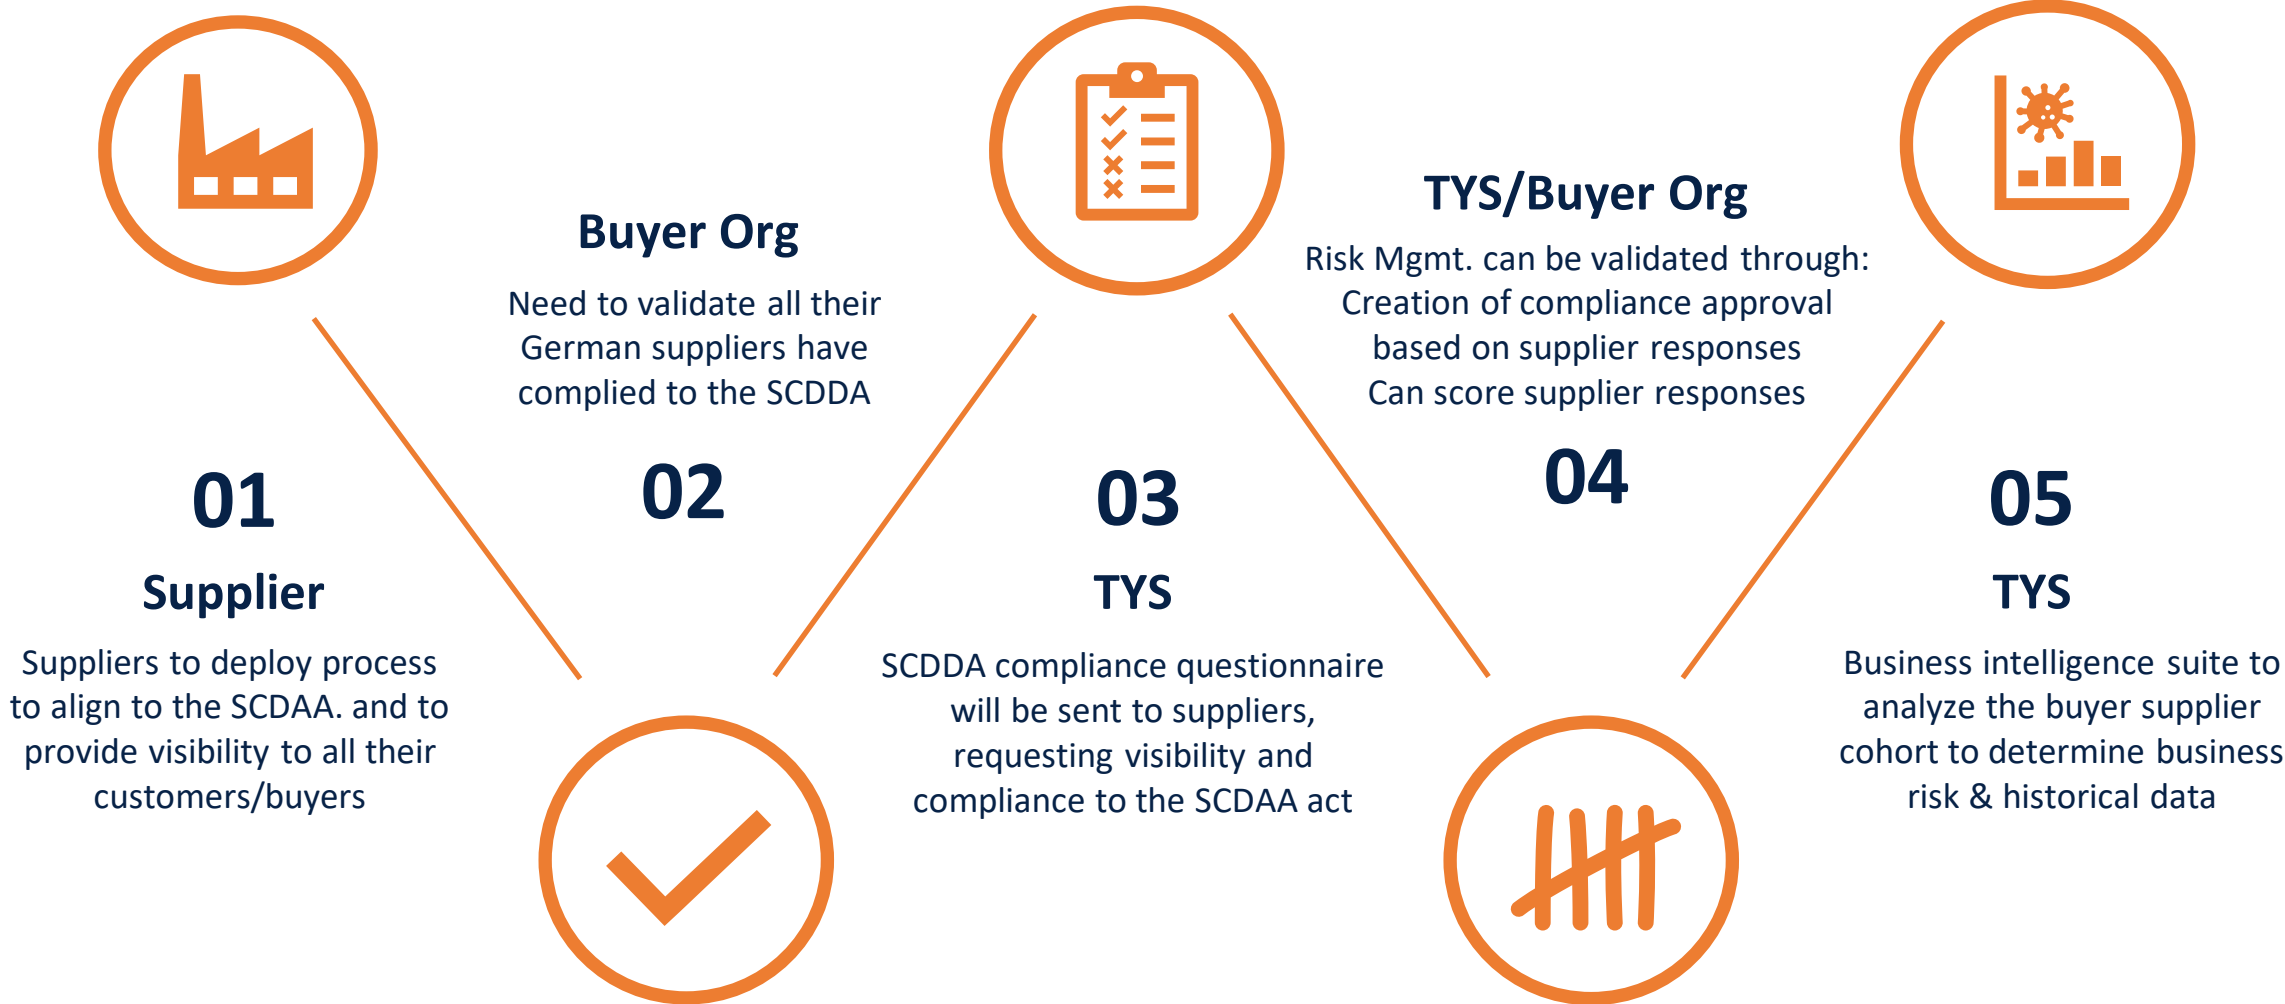 01
Supplier
Suppliers to deploy process
to align to the SCDAA. and to
provide visibility to all their
customers/buyers
Buyer Org
Need to validate all their
German suppliers have
complied to the SCDDA
02
03
TYS
SCDDA compliance questionnaire
will be sent to suppliers,
requesting visibility and
compliance to the SCDAA act
TYS/Buyer Org
Risk Mgmt. can be validated through:
Creation of compliance approval
based on supplier responses
Can score supplier responses
04
05
TYS
Business intelligence suite to
analyze the buyer supplier
cohort to determine business
risk & historical data